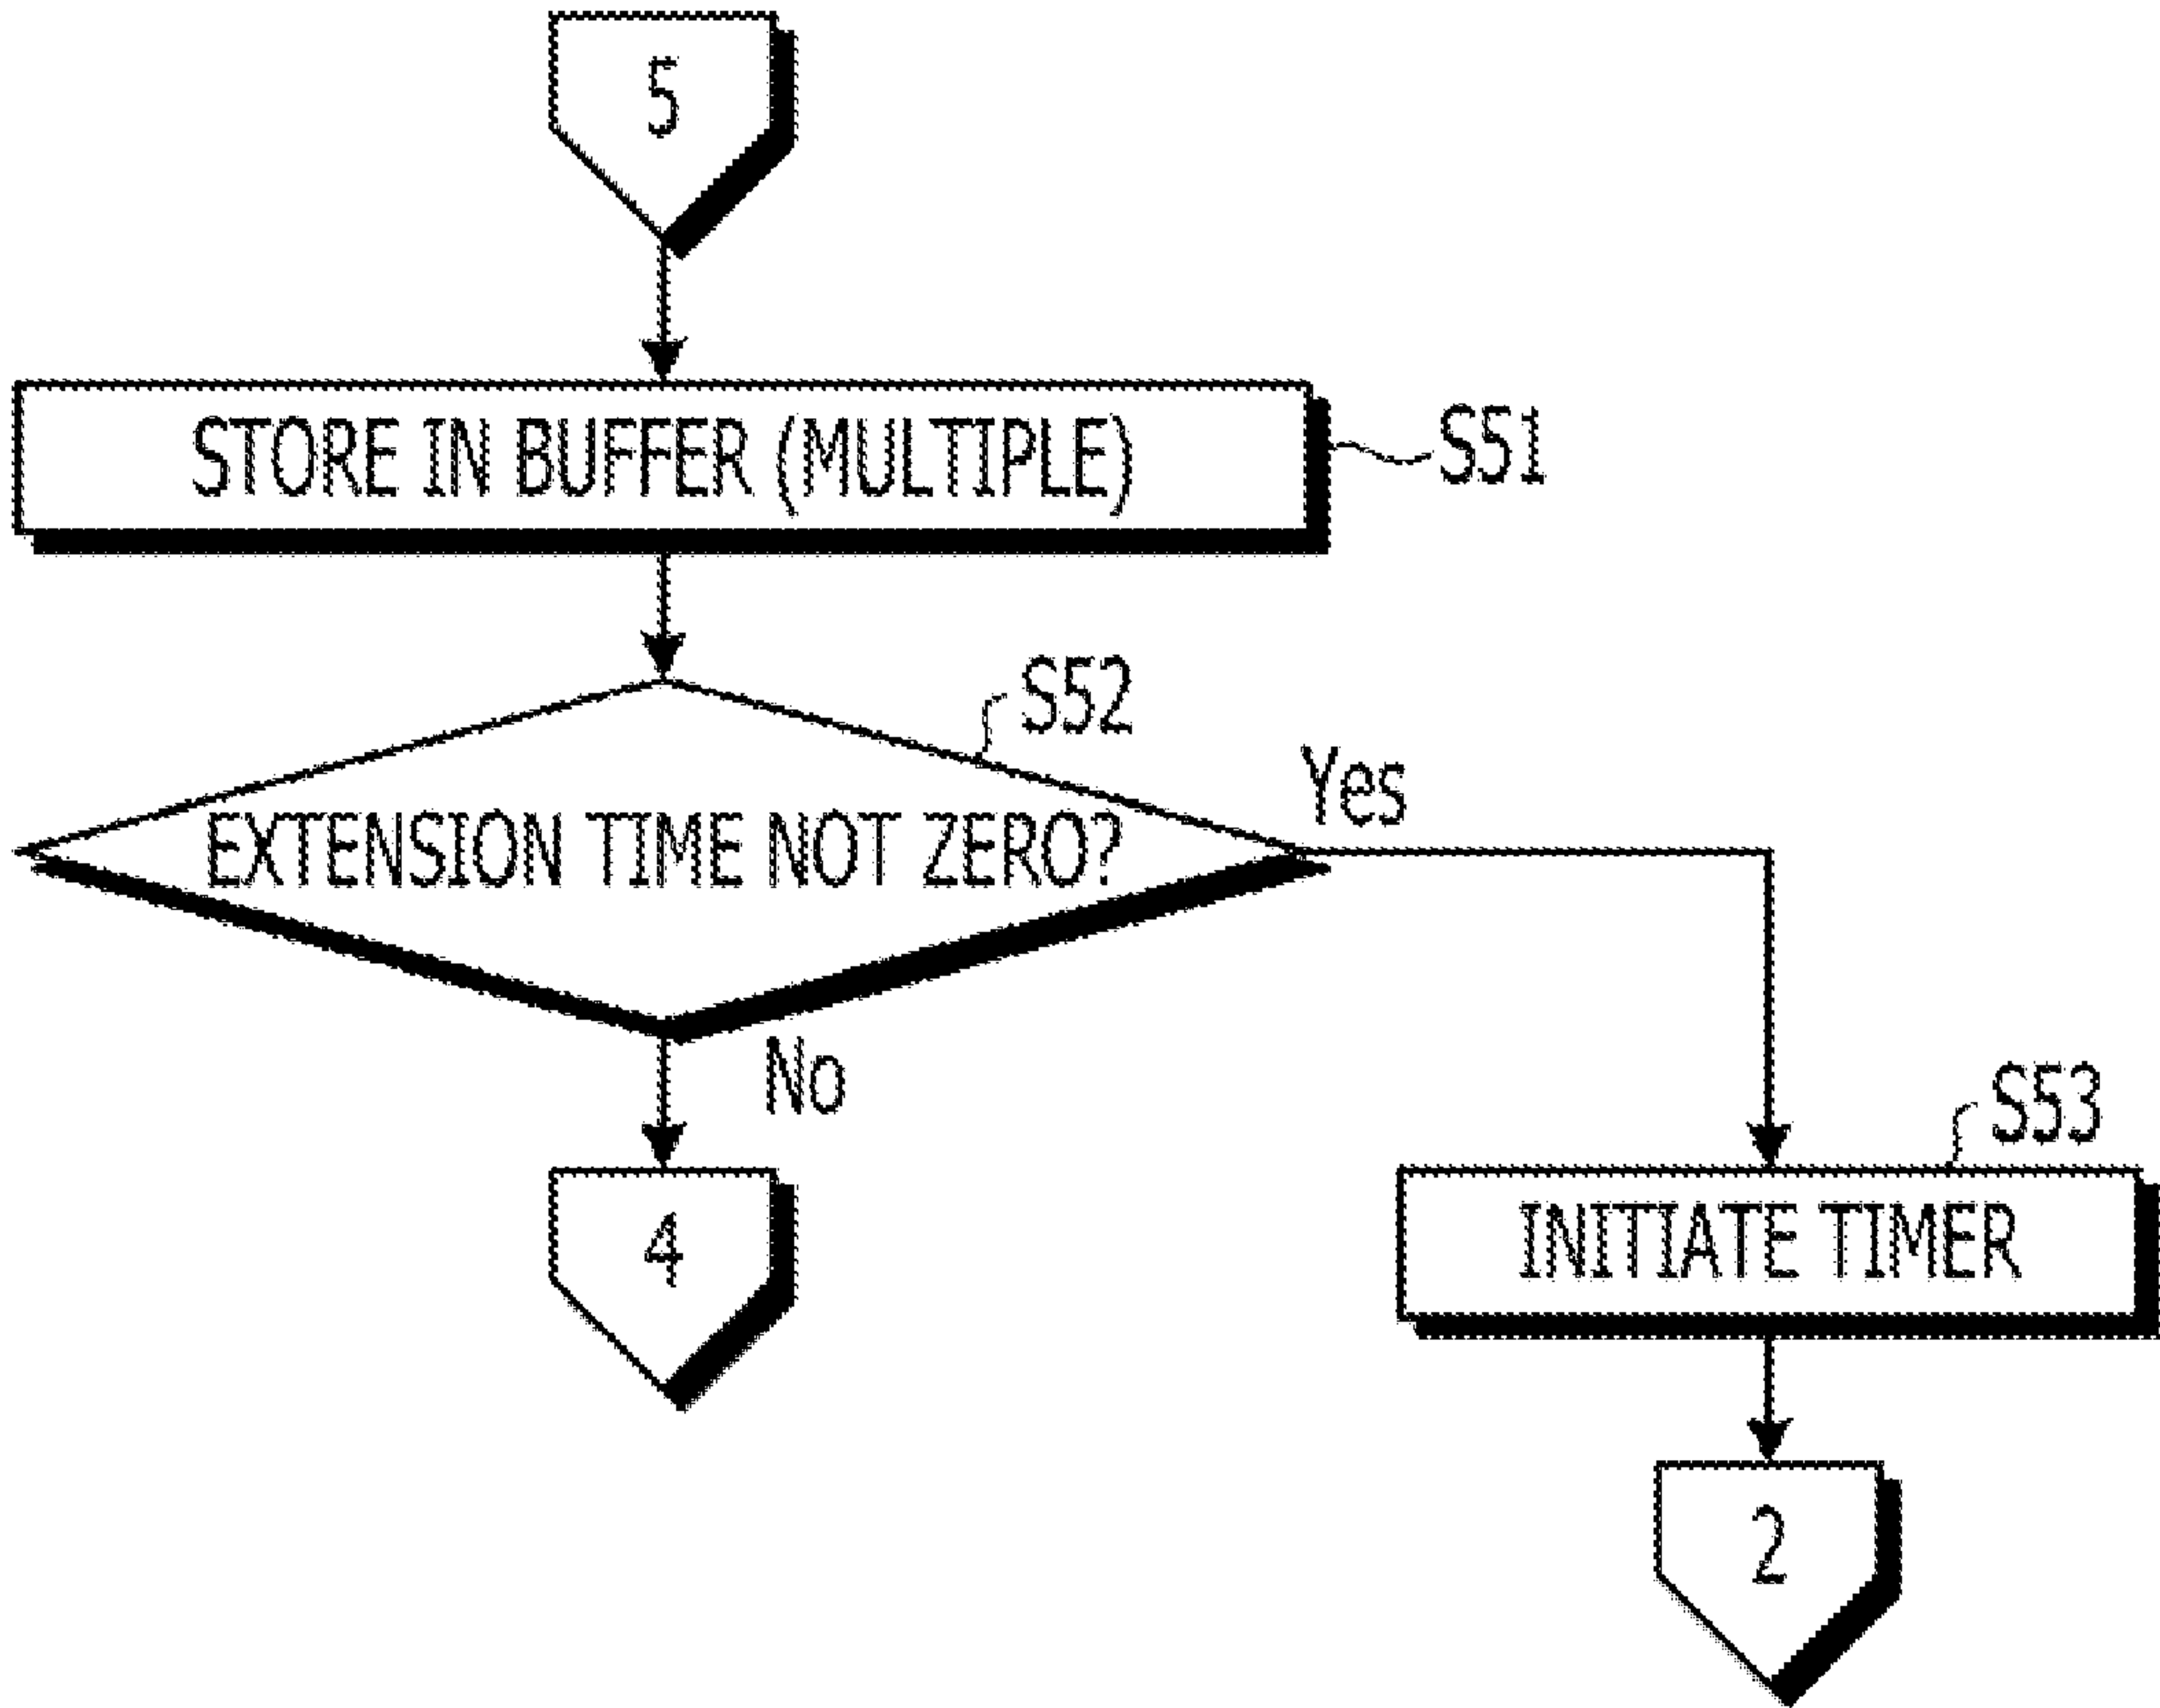 5
STORE IN BUFFER (MULTIPLE)
S51
S52
EXTENSION TIME NOT ZERO?
Yes
No
4
S53
INITIATE TIMER
2